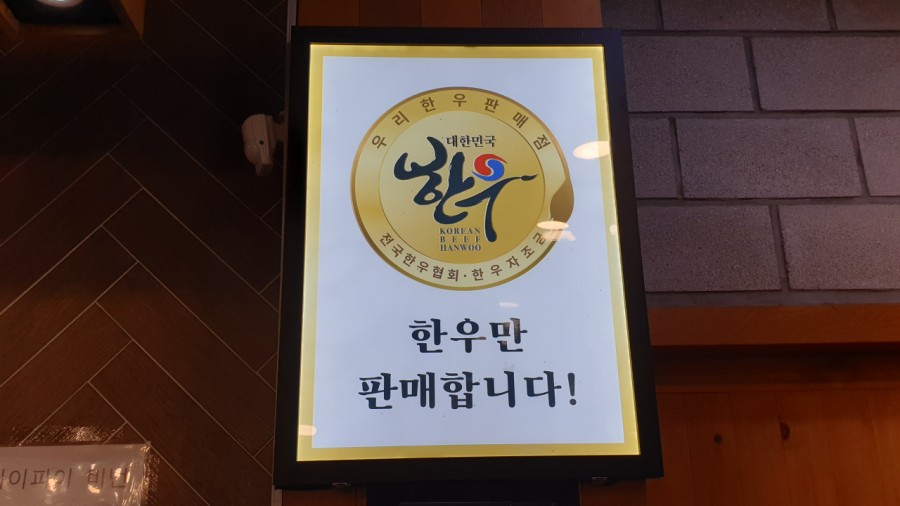 우리한우판매점
대한민국
한우
KOREAN
BEEF
HANWOO
전국한우협회·한우자조금
한우만
판매합니다!